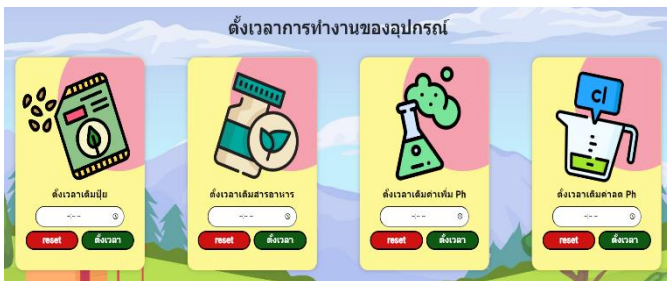 ตั้งเวลาการทำงานของอุปกรณ์
cl
ตั้งเวลาเติมปุ๋ย
ตั้งเวลาเติมสารอาหาร
ตั้งเวลาเติมค่าเพิ่ม Ph
ตั้งเวลาเติมค่าลด Ph
--:-- --:-- --:-- --:--
reset ตั้งเวลา reset ตั้งเวลา reset ตั้งเวลา reset ตั้งเวลา